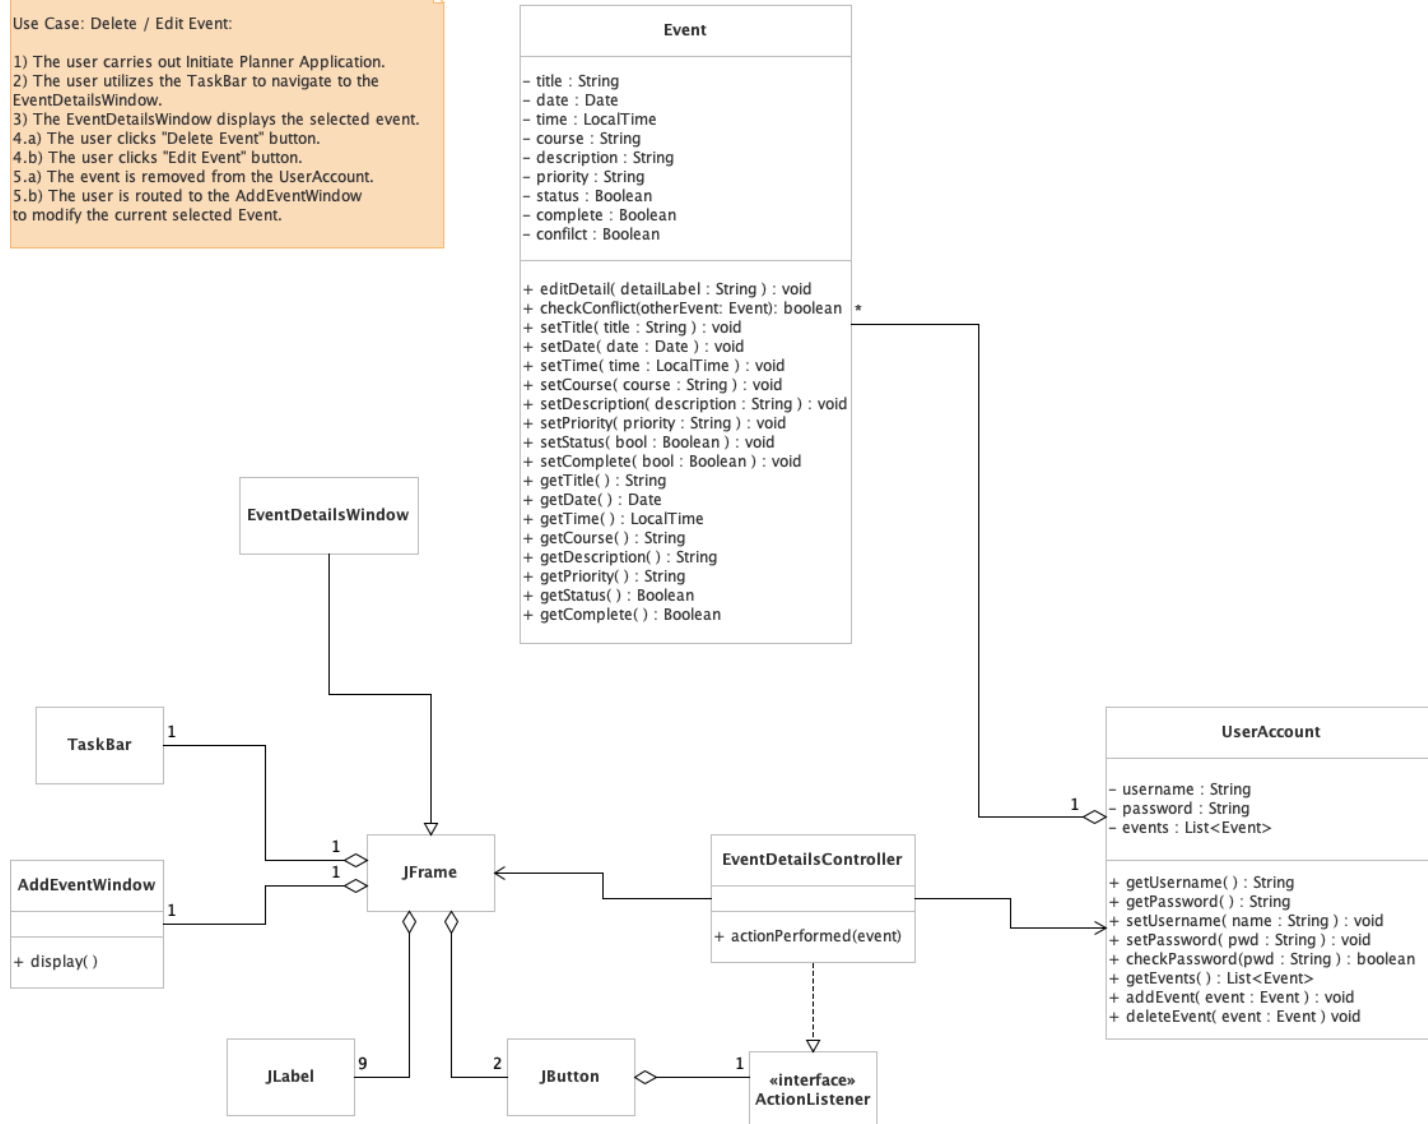 Use Case: Delete / Edit Event:
1) The user carries out Initiate Planner Application.
2) The user utilizes the TaskBar to navigate to the
EventDetailsWindow.
3) The EventDetailsWindow displays the selected event.
4.a) The user clicks "Delete Event" button.
4.b) The user clicks "Edit Event" button.
5.a) The event is removed from the UserAccount.
5.b) The user is routed to the AddEventWindow
to modify the current selected Event.
Event
- title : String
- date : Date
- time : LocalTime
- course : String
- description : String
- priority : String
- status : Boolean
- complete : Boolean
- confilct : Boolean
+ editDetail( detailLabel : String ) : void
+ checkConflict(otherEvent: Event): boolean
+ setTitle( title : String ) : void
+ setDate( date : Date ) : void
+ setTime( time : LocalTime ) : void
+ setCourse( course : String ) : void
+ setDescription( description : String ) : void
+ setPriority( priority : String ) : void
+ setStatus( bool : Boolean ) : void
+ setComplete( bool : Boolean ) : void
+ getTitle( ) : String
+ getDate( ) : Date
+ getTime( ) : LocalTime
+ getCourse( ) : String
+ getDescription( ) : String
+ getPriority( ) : String
+ getStatus( ) : Boolean
+ getComplete( ) : Boolean
*
EventDetailsWindow
TaskBar
1
1
AddEventWindow
+ display( )
1
1
JFrame
EventDetailsController
+ actionPerformed(event)
UserAccount
- username : String
- password : String
- events : List<Event>
+ getUsername( ) : String
+ getPassword( ) : String
+ setUsername( name : String ) : void
+ setPassword( pwd : String ) : void
+ checkPassword(pwd : String ) : boolean
+ getEvents( ) : List<Event>
+ addEvent( event : Event ) : void
+ deleteEvent( event : Event ) void
1
JLabel
9
2
JButton
1
«interface»
ActionListener